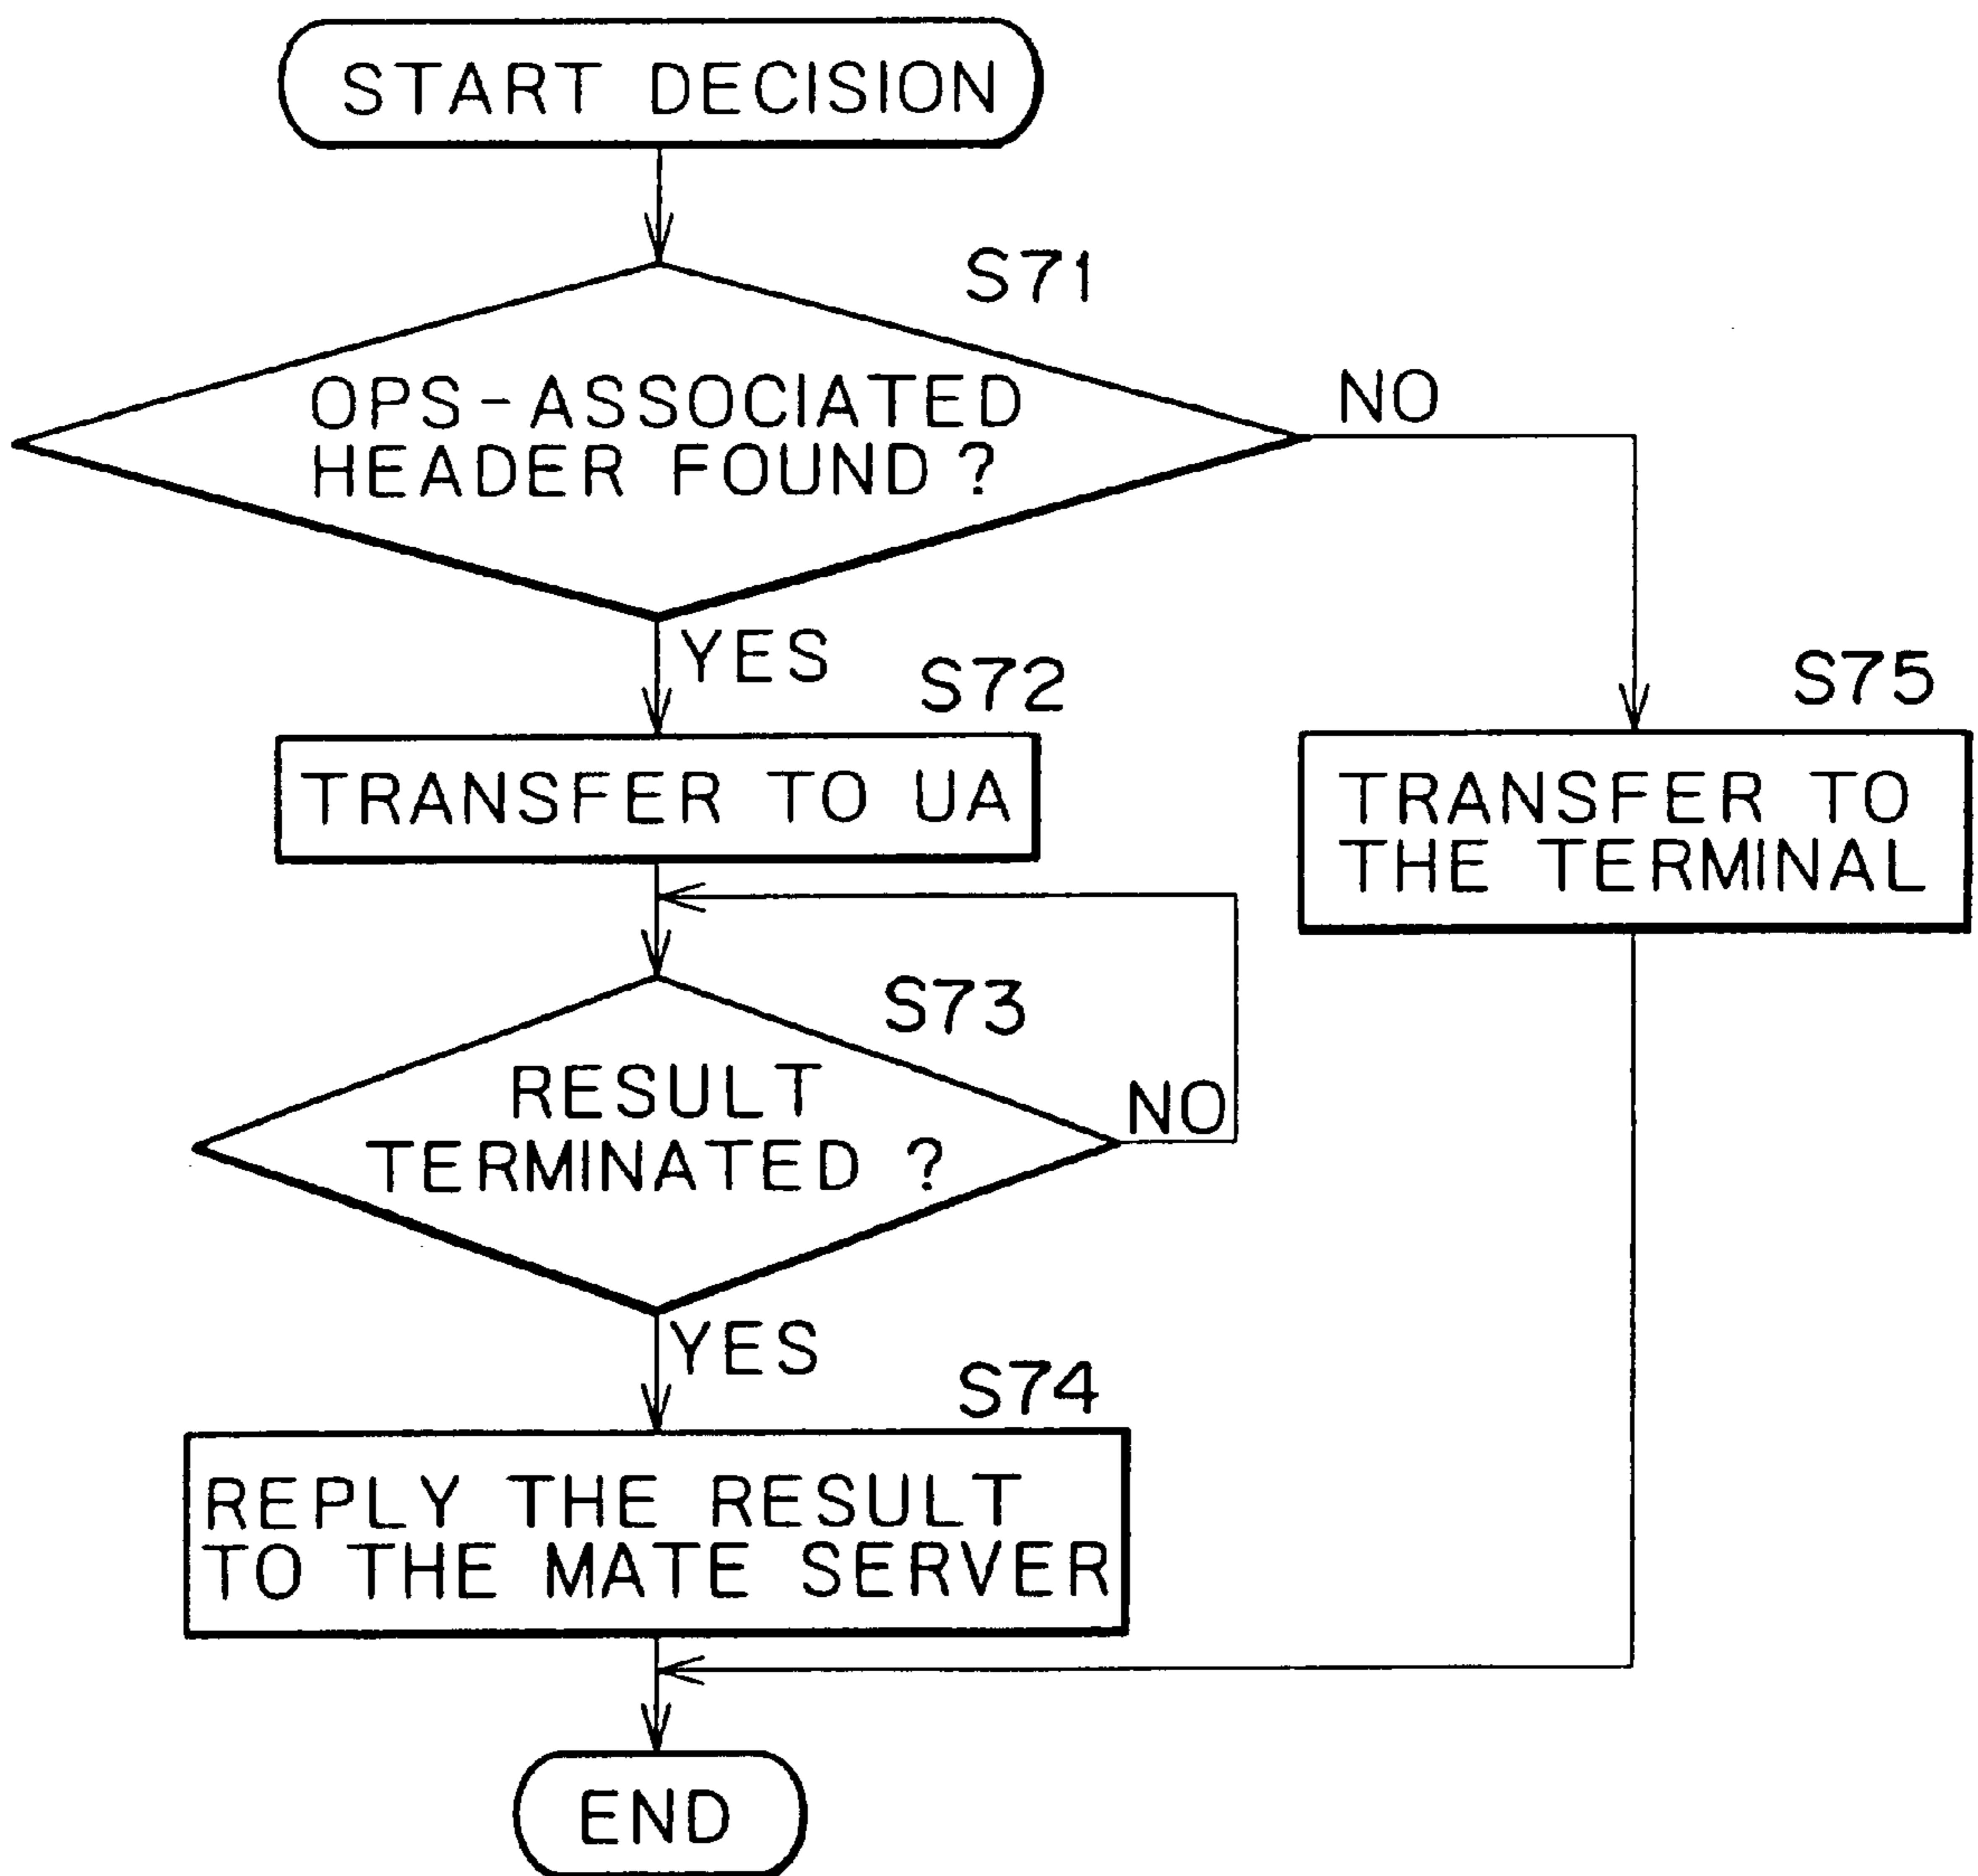 START DECISION
S71
OPS-ASSOCIATED
HEADER FOUND ?
NO
YES
S72
TRANSFER TO UA
S75
TRANSFER TO
THE TERMINAL
S73
RESULT
TERMINATED ?
NO
YES
S74
REPLY THE RESULT
TO THE MATE SERVER
END